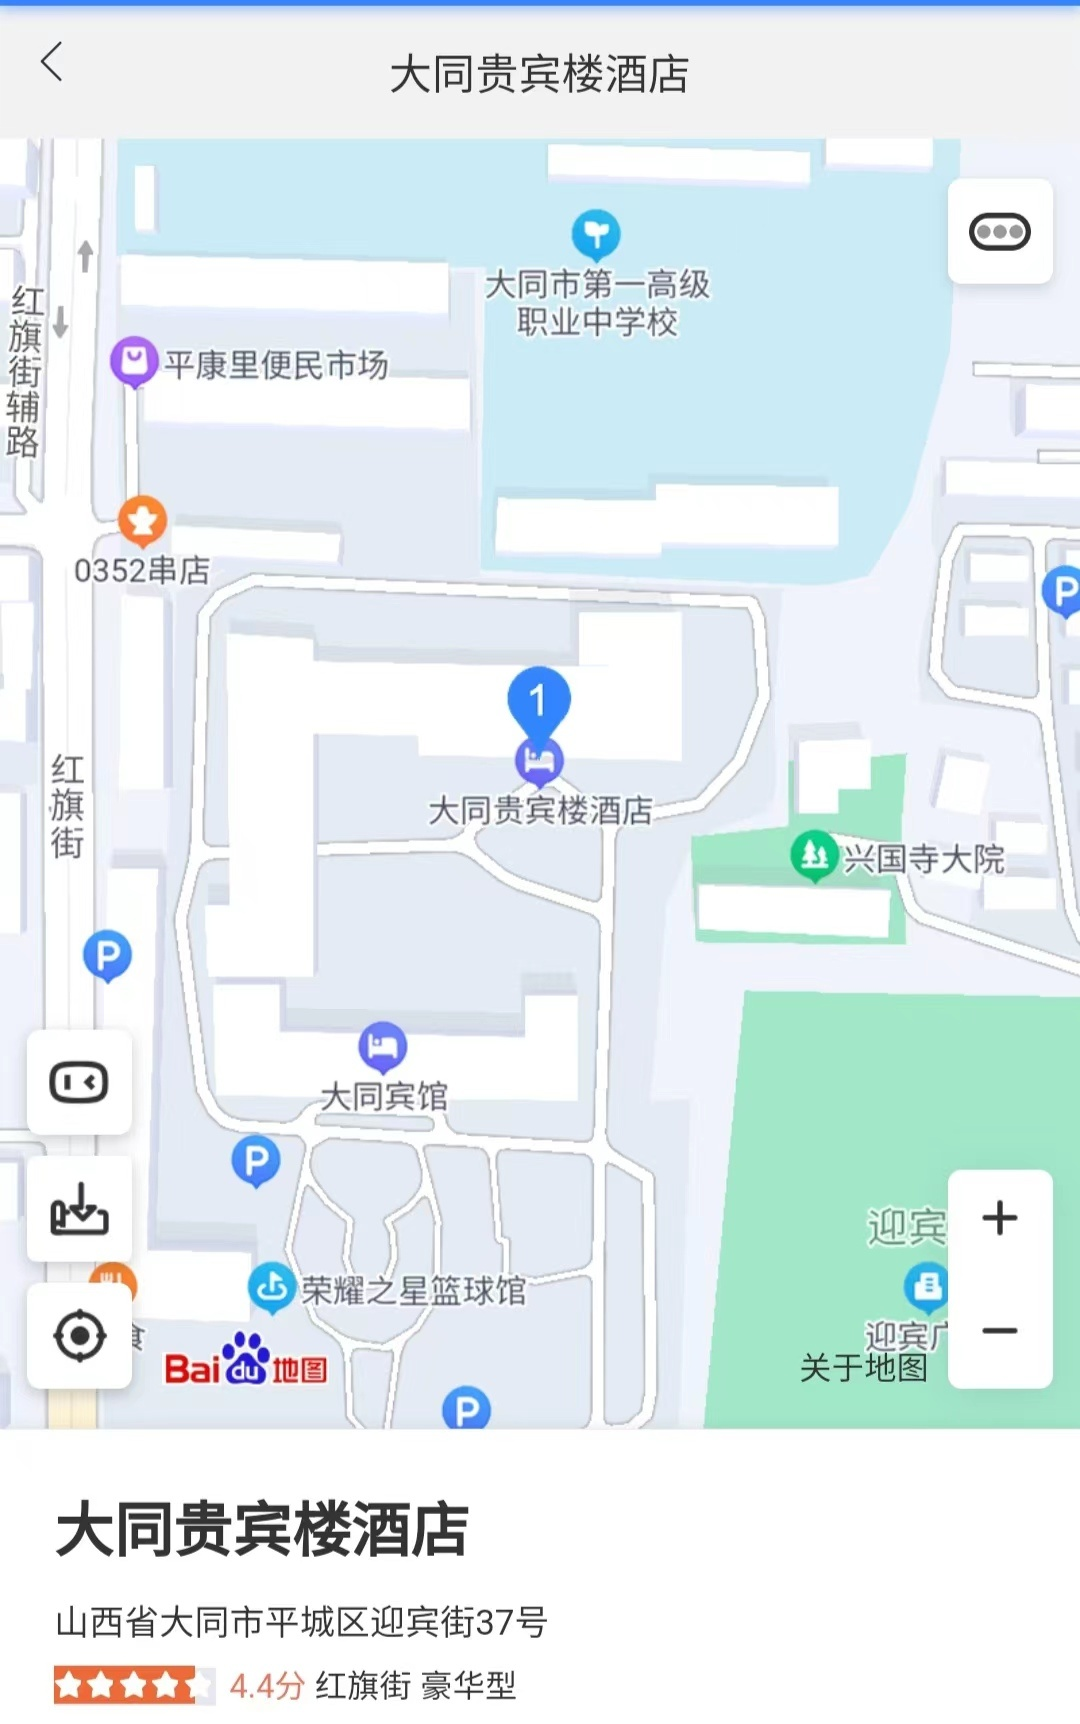 大同贵宾楼酒店
大同市第一高级
职业中学校
红旗街辅路
平康里便民市场
0352串店
1
大同贵宾楼酒店
红旗街
兴国寺大院
P
P
大同宾馆
P
迎宾
荣耀之星篮球馆
迎宾广
食
Bai du 地图
关于地图
P
大同贵宾楼酒店
山西省大同市平城区迎宾街37号
4.4分 红旗街 豪华型